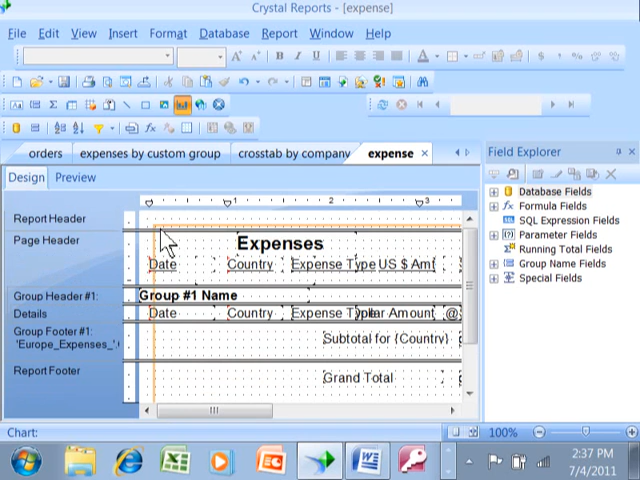 Crystal Reports - [expense]
File Edit View Insert Format Database Report Window Help
orders expenses by custom group crosstab by company expense
Field Explorer
Design Preview
1 2 3
Database Fields
Formula Fields
SQL Expression Fields
Parameter Fields
Running Total Fields
Group Name Fields
Special Fields
Report Header
Page Header
Expenses
Date Country Expense Type US $ Amt
Group Header #1:
Group #1 Name
Details
Date Country Expense Type Amount @
Group Footer #1:
'Europe_Expenses_'.
Subtotal for {Country}
Report Footer
Grand Total
Chart: 100%
2:37 PM
7/4/2011